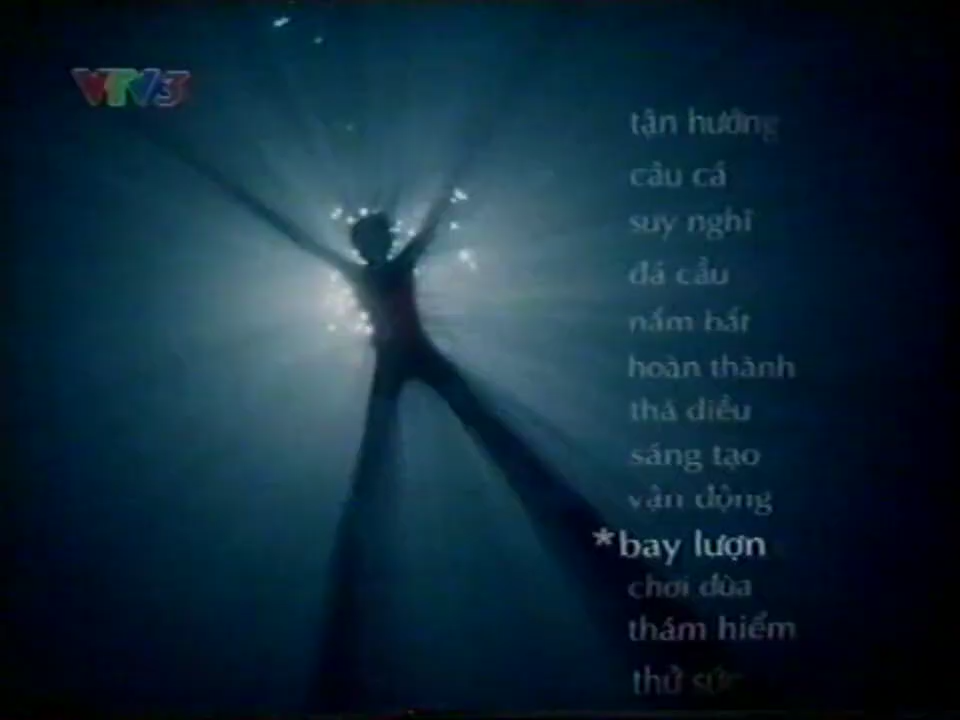 VTV3
tận hưởng
câu cá
suy nghĩ
đá cầu
nắm bắt
hoàn thành
thả diều
sáng tạo
vận động
*bay lượn
chơi đùa
thám hiểm
thử sức